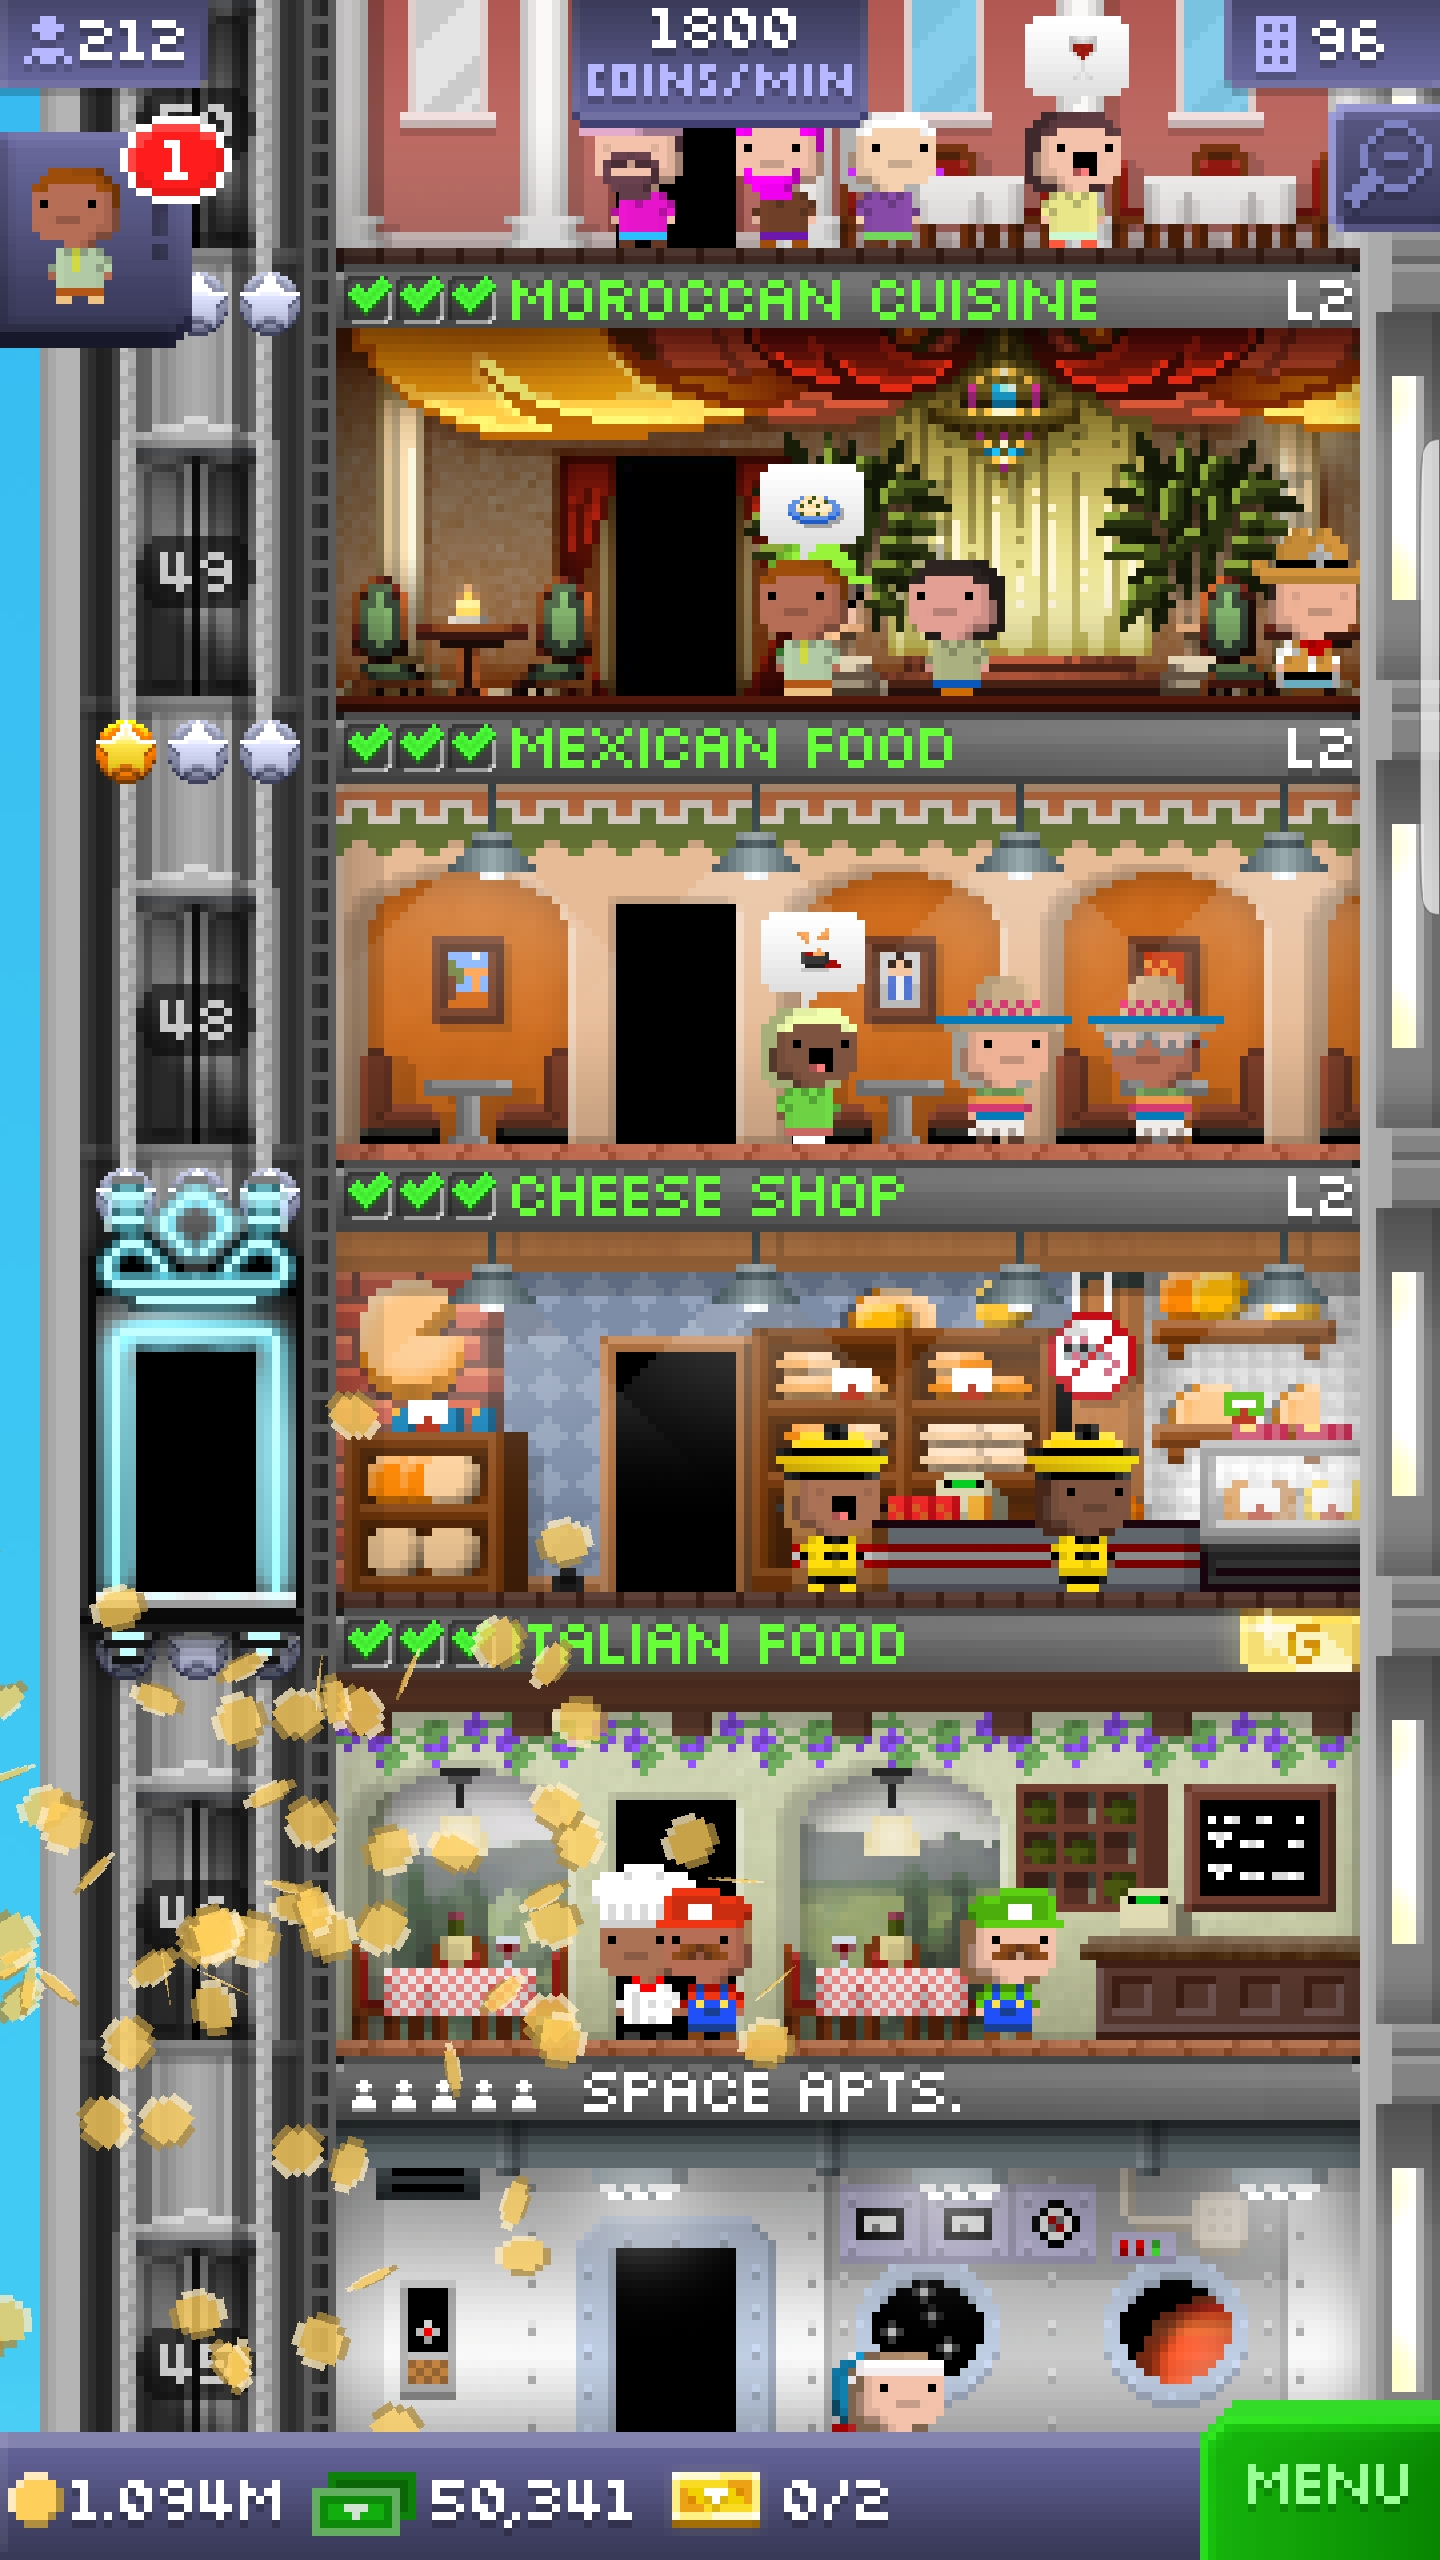 212
1800
COINS/MIN
96
1
MOROCCAN CUISINE L2
49
MEXICAN FOOD L2
48
CHEESE SHOP L2
ITALIAN FOOD G
SPACE APTS.
45
1.094M 50,341 0/2
MENU